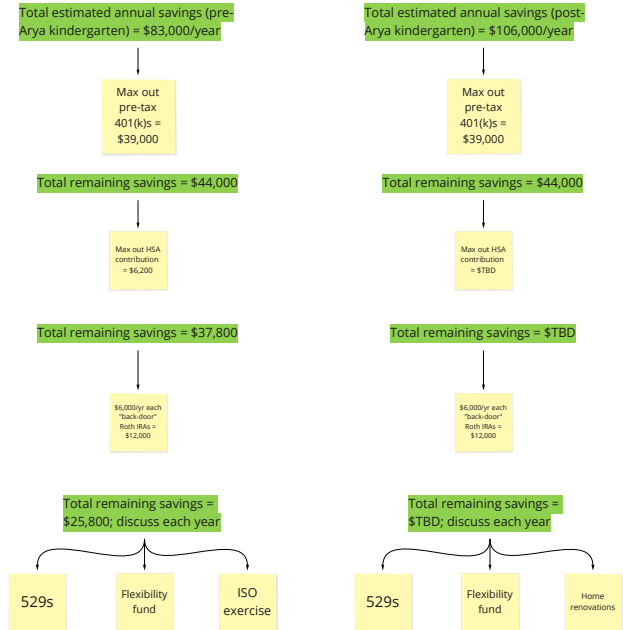 Total estimated annual savings (pre-
Arya kindergarten) = $83,000/year
Max out
pre-tax
401(k)s =
$39,000
Total remaining savings = $44,000
Max out HSA
contribution
= $6,200
Total remaining savings = $37,800
$6,000/yr each
"back-door"
Roth IRAs =
$12,000
Total remaining savings =
$25,800; discuss each year
529s
Flexibility
fund
ISO
exercise
Total estimated annual savings (post-
Arya kindergarten) = $106,000/year
Max out
pre-tax
401(k)s =
$39,000
Total remaining savings = $44,000
Max out HSA
contribution
= $TBD
Total remaining savings = $TBD
$6,000/yr each
"back-door"
Roth IRAs =
$12,000
Total remaining savings =
$TBD; discuss each year
529s
Flexibility
fund
Home
renovations